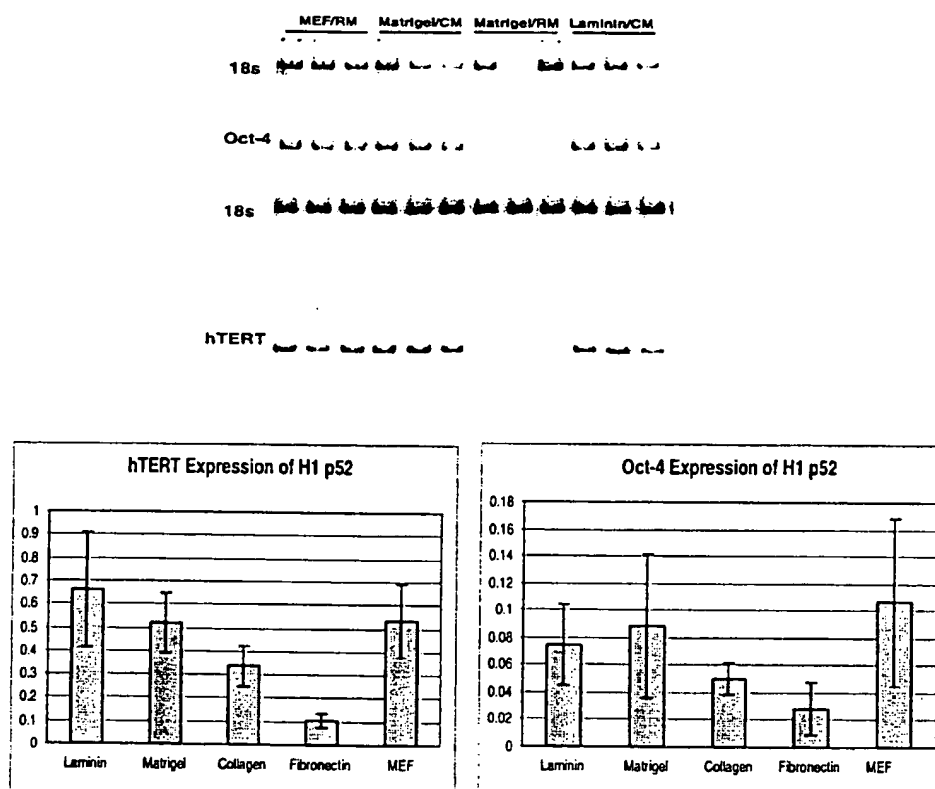 MEF/RM Matrigel/CM Matrigel/RM Laminin/CM
18s
Oct-4
18s
hTERT
hTERT Expression of H1 p52
1
0.9
0.8
0.7
0.6
0.5
0.4
0.3
0.2
0.1
0
Laminin Matrigel Collagen Fibronectin MEF
Oct-4 Expression of H1 p52
0.18
0.16
0.14
0.12
0.1
0.08
0.06
0.04
0.02
0
Laminin Matrigel Collagen Fibronectin MEF